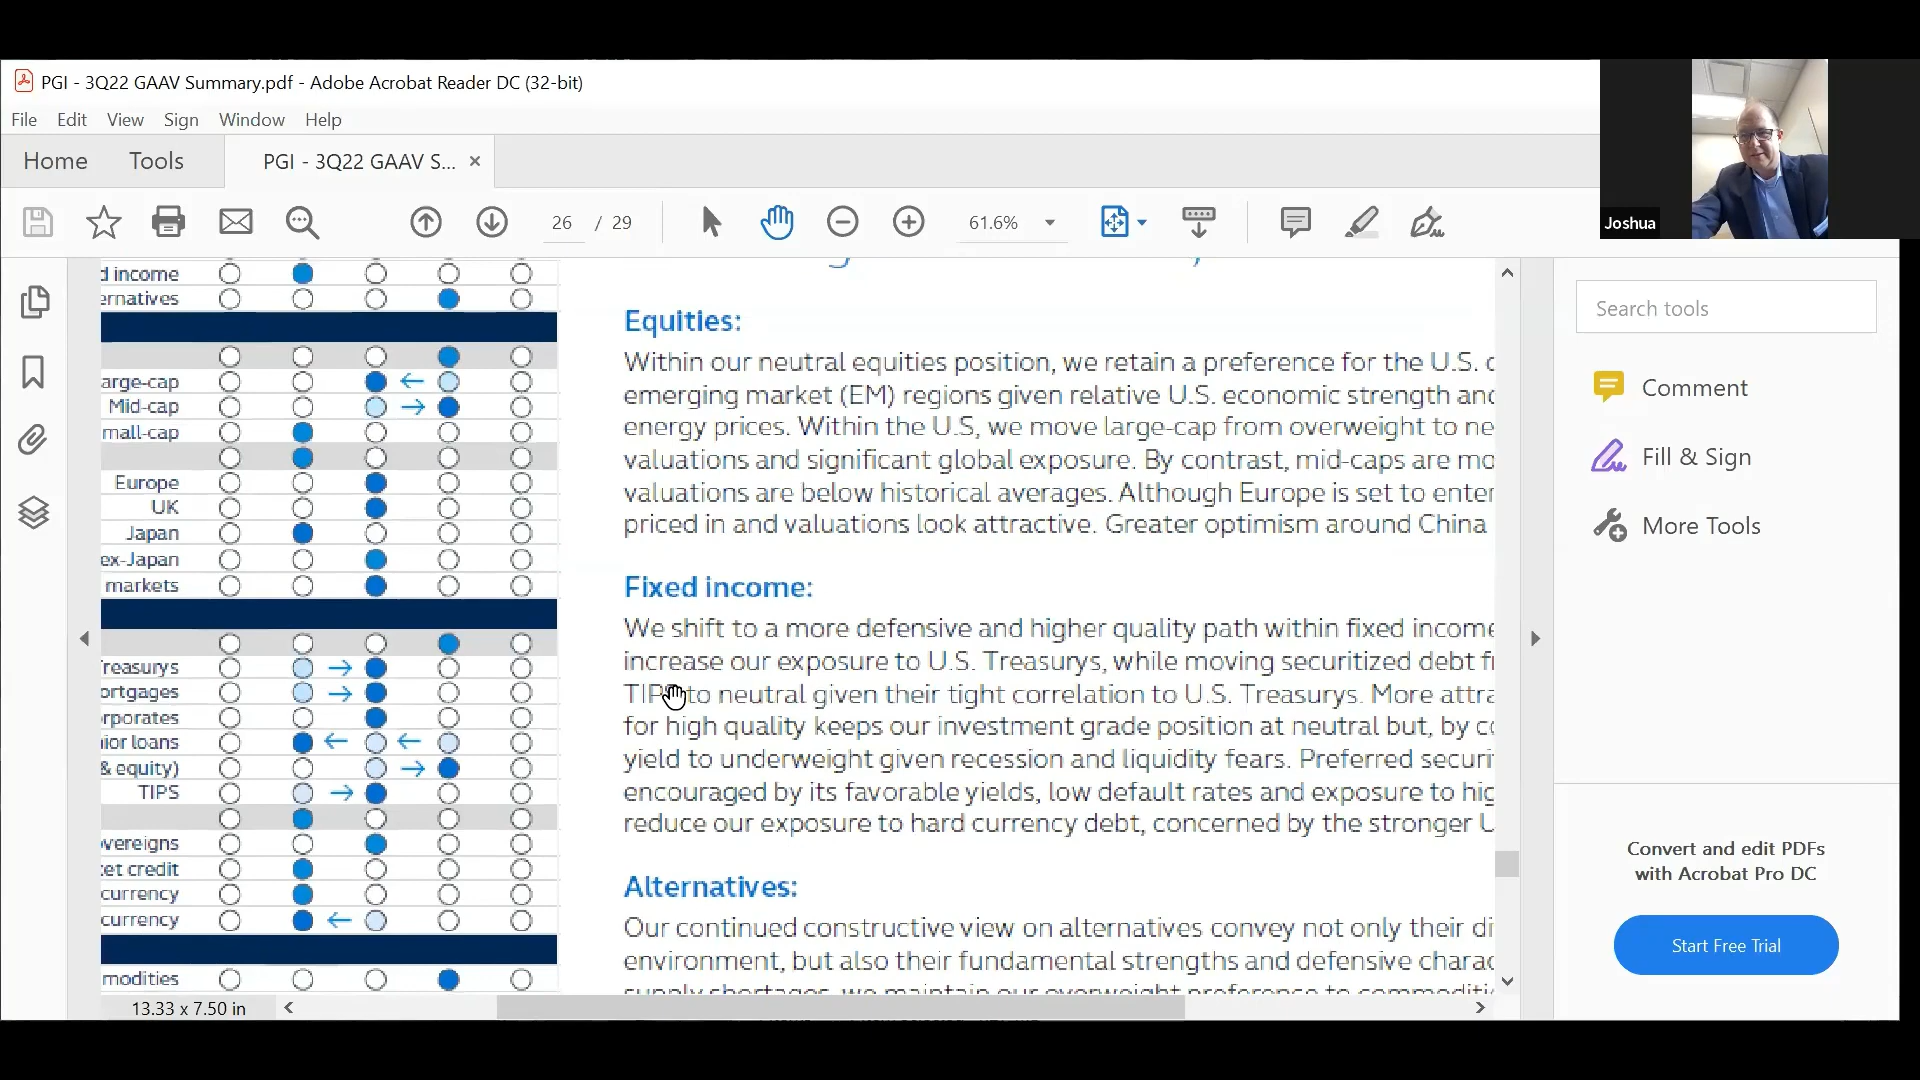 PGI - 3Q22 GAAV Summary.pdf - Adobe Acrobat Reader DC (32-bit)
File Edit View Sign Window Help
Home Tools PGI - 3Q22 GAAV S... ×
26 / 29 61.6%
Joshua
d income
ernatives
arge-cap
Mid-cap
mall-cap
Europe
UK
Japan
ex-Japan
markets
reasurys
ortgages
rporates
ior loans
& equity)
TIPS
vereigns
et credit
currency
currency
modities
Equities:
Within our neutral equities position, we retain a preference for the U.S.
emerging market (EM) regions given relative U.S. economic strength and
energy prices. Within the U.S, we move large-cap from overweight to ne
valuations and significant global exposure. By contrast, mid-caps are mo
valuations are below historical averages. Although Europe is set to enter
priced in and valuations look attractive. Greater optimism around China
Fixed income:
We shift to a more defensive and higher quality path within fixed income
increase our exposure to U.S. Treasurys, while moving securitized debt f
TIPS to neutral given their tight correlation to U.S. Treasurys. More attra
for high quality keeps our investment grade position at neutral but, by co
yield to underweight given recession and liquidity fears. Preferred securi
encouraged by its favorable yields, low default rates and exposure to hig
reduce our exposure to hard currency debt, concerned by the stronger U
Alternatives:
Our continued constructive view on alternatives convey not only their di
environment, but also their fundamental strengths and defensive charac
supply shortages, we maintain our overweight preference to commoditi
13.33 x 7.50 in
Search tools
Comment
Fill & Sign
More Tools
Convert and edit PDFs
with Acrobat Pro DC
Start Free Trial